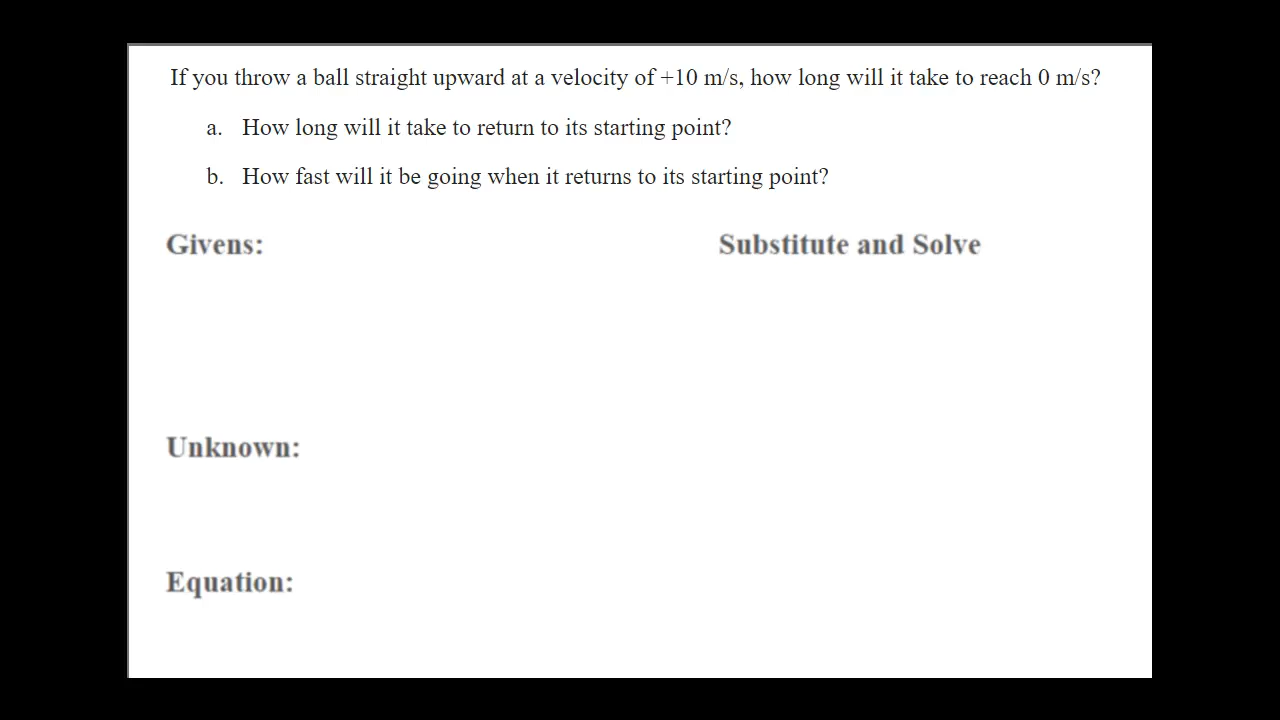 If you throw a ball straight upward at a velocity of +10 m/s, how long will it take to reach 0 m/s?
a. How long will it take to return to its starting point?
b. How fast will it be going when it returns to its starting point?
Givens:
Substitute and Solve
Unknown:
Equation: